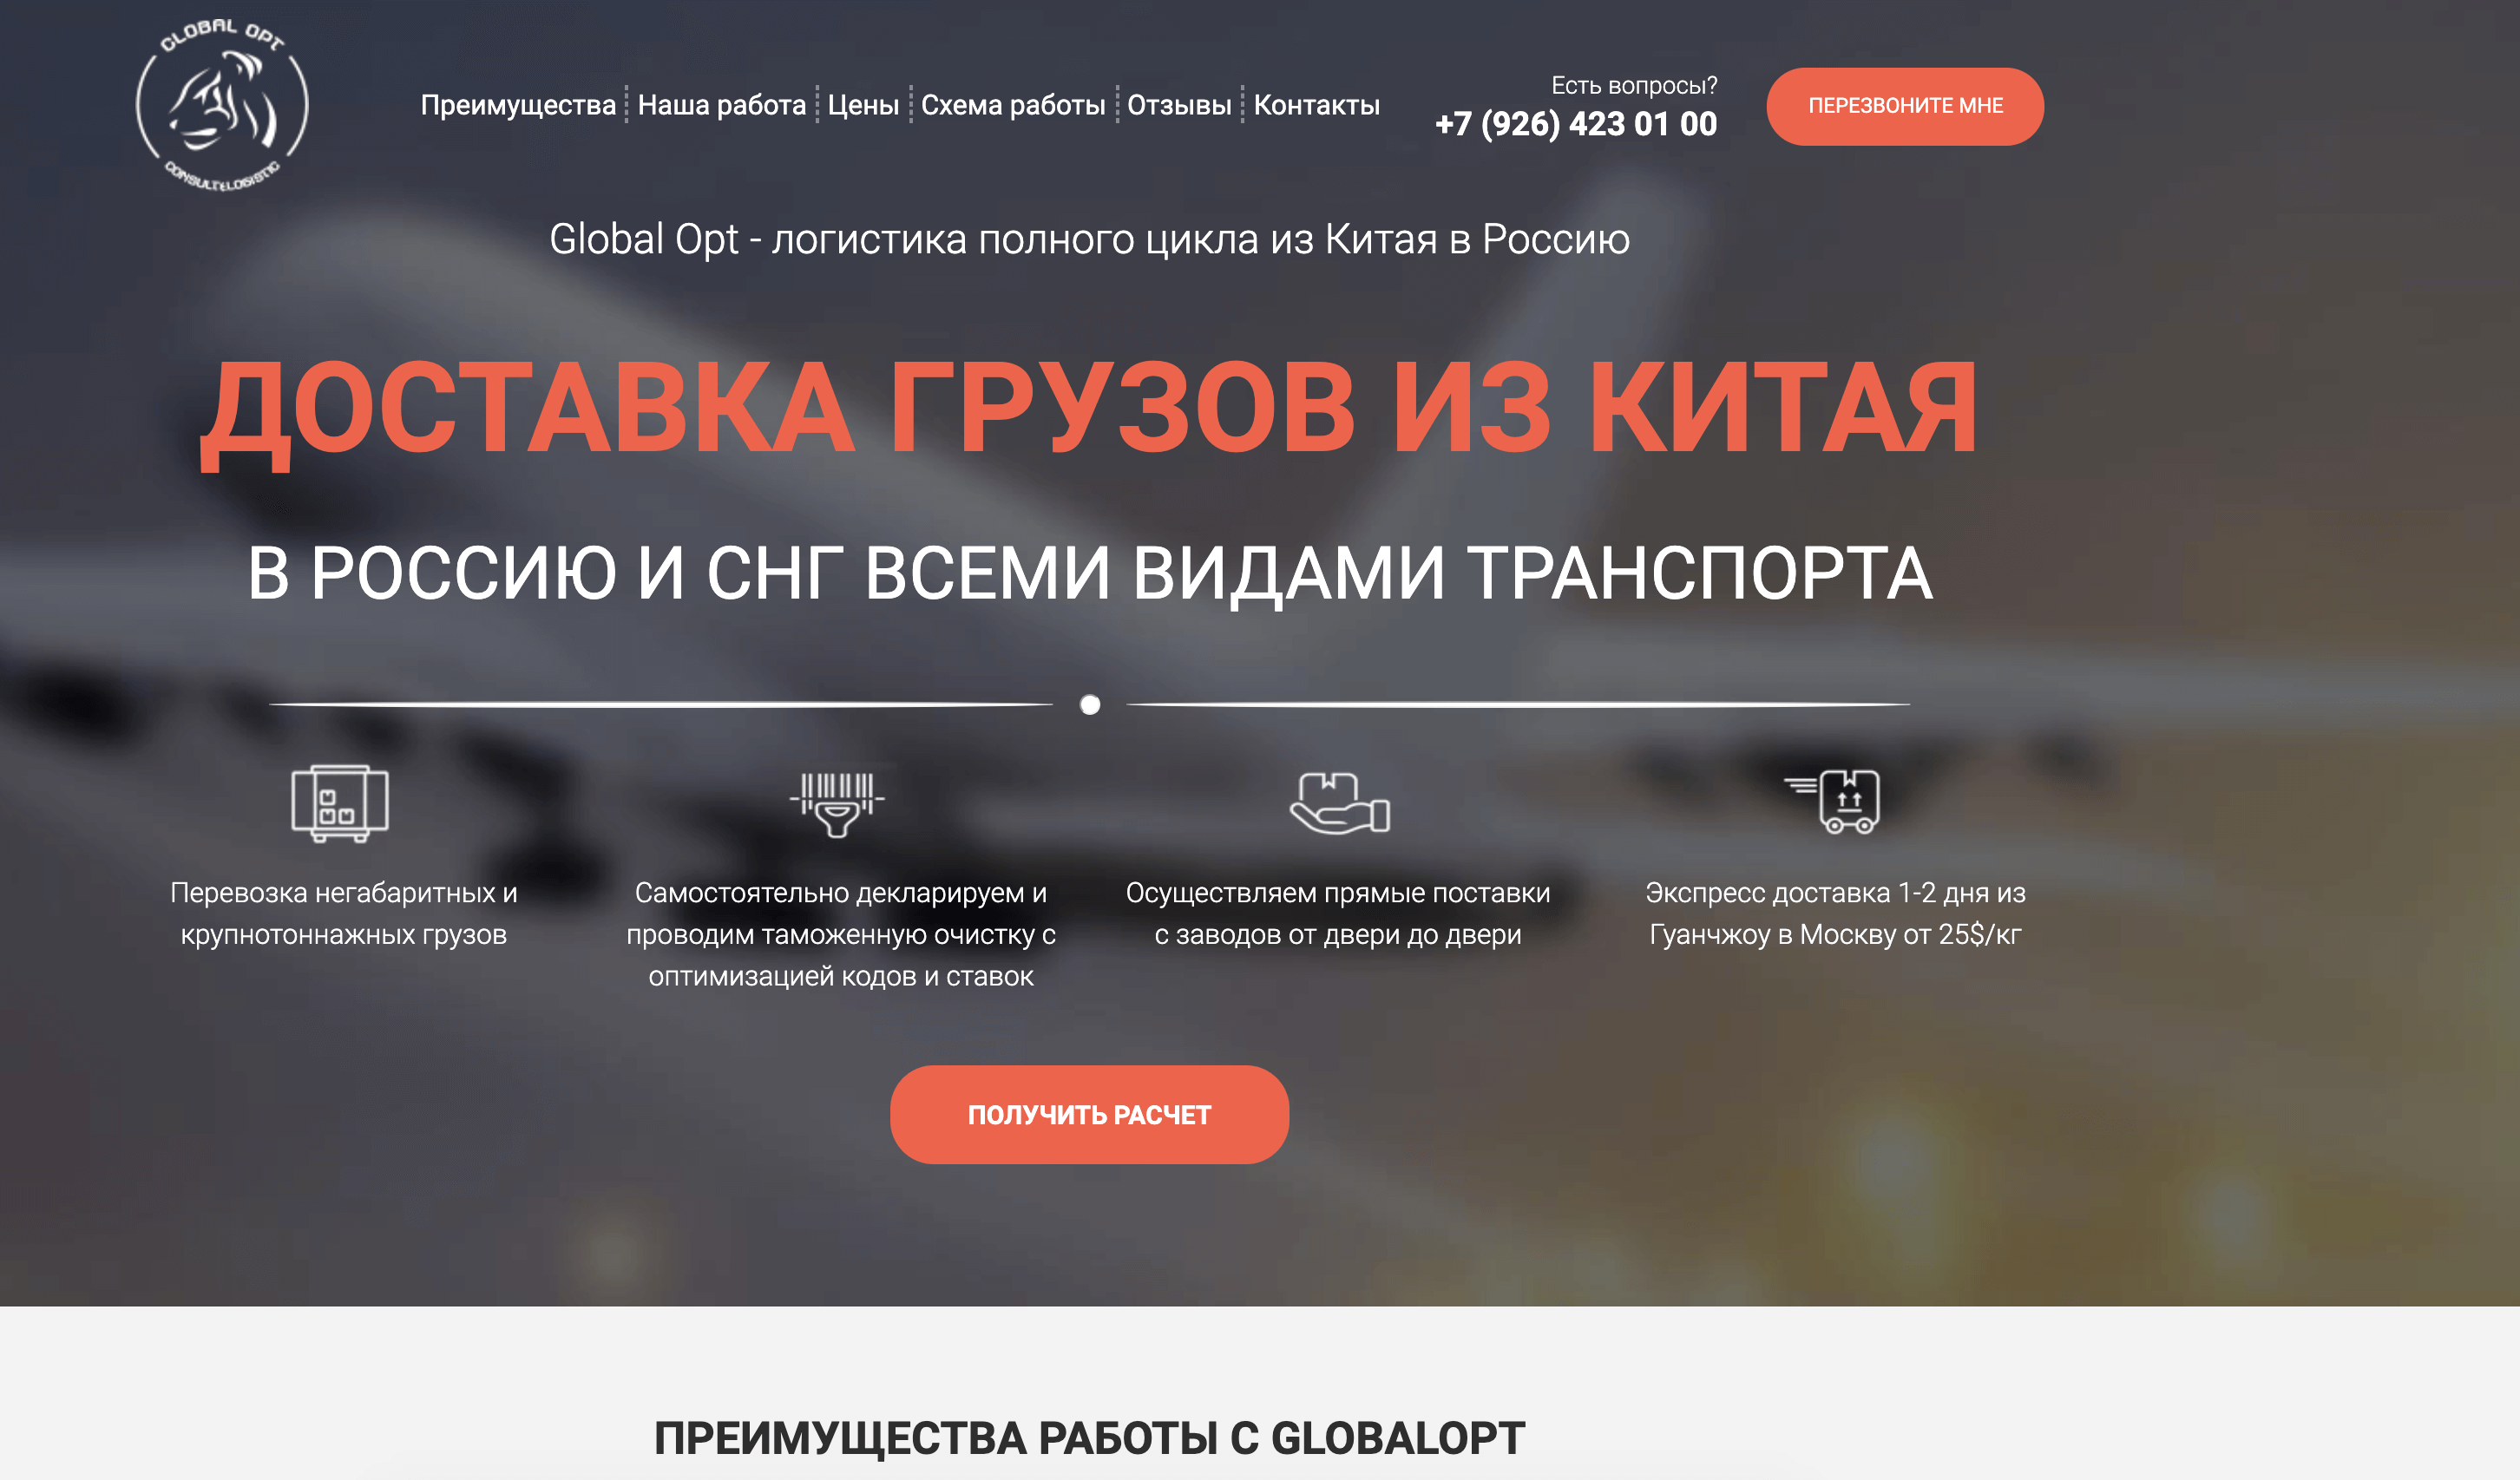 GLOBAL OPT
CONSULT&LOGISTIC
Преимущества Наша работа Цены Схема работы Отзывы Контакты
Есть вопросы?
+7 (926) 423 01 00
ПЕРЕЗВОНИТЕ МНЕ
Global Opt - логистика полного цикла из Китая в Россию
ДОСТАВКА ГРУЗОВ ИЗ КИТАЯ
В РОССИЮ И СНГ ВСЕМИ ВИДАМИ ТРАНСПОРТА
Перевозка негабаритных и
крупнотоннажных грузов
Самостоятельно декларируем и
проводим таможенную очистку с
оптимизацией кодов и ставок
Осуществляем прямые поставки
с заводов от двери до двери
Экспресс доставка 1-2 дня из
Гуанчжоу в Москву от 25$/кг
ПОЛУЧИТЬ РАСЧЕТ
ПРЕИМУЩЕСТВА РАБОТЫ С GLOBALOPT